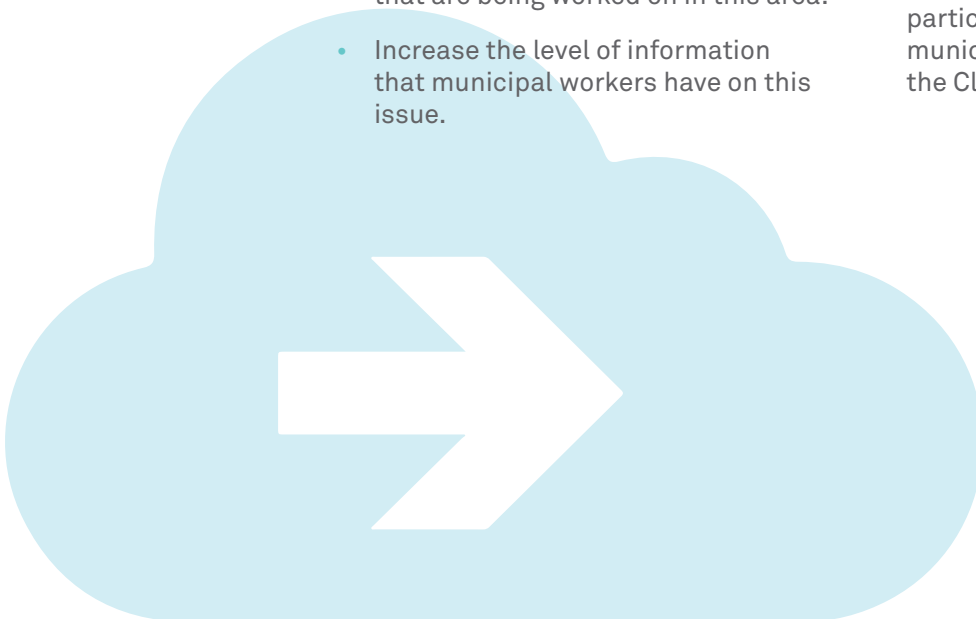 that are being worked on in this area.
• Increase the level of information
that municipal workers have on this
issue.
partic
munic
the Cl